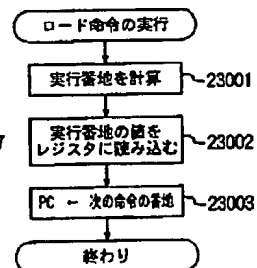 ロード命令の実行
実行番地を計算
23001
実行番地の値を
レジスタに読み込む
23002
PC ← 次の命令の番地
23003
終わり